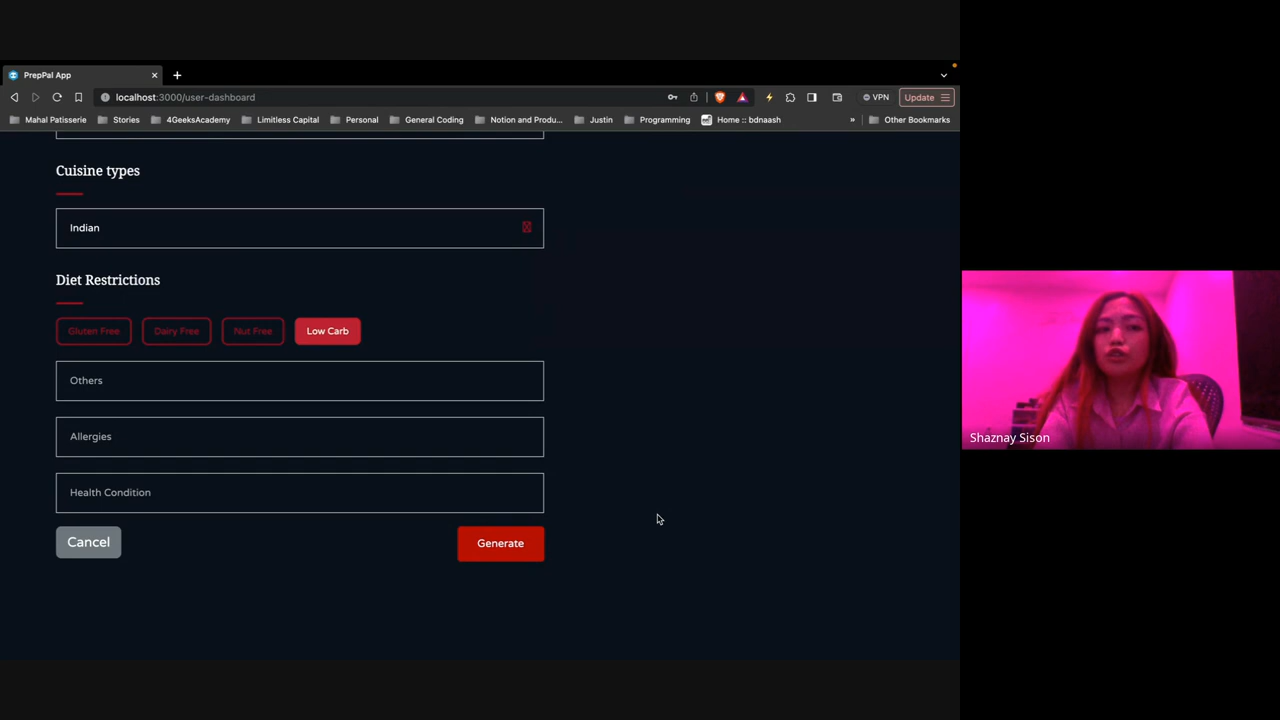 PrepPal App
localhost:3000/user-dashboard
VPN
Update
Mahal Patisserie
Stories
4GeeksAcademy
Limitless Capital
Personal
General Coding
Notion and Produ...
Justin
Programming
Home :: bdnaash
»
Other Bookmarks
Cuisine types
Indian
Diet Restrictions
Gluten Free
Dairy Free
Nut Free
Low Carb
Others
Allergies
Health Condition
Cancel
Generate
Shaznay Sison